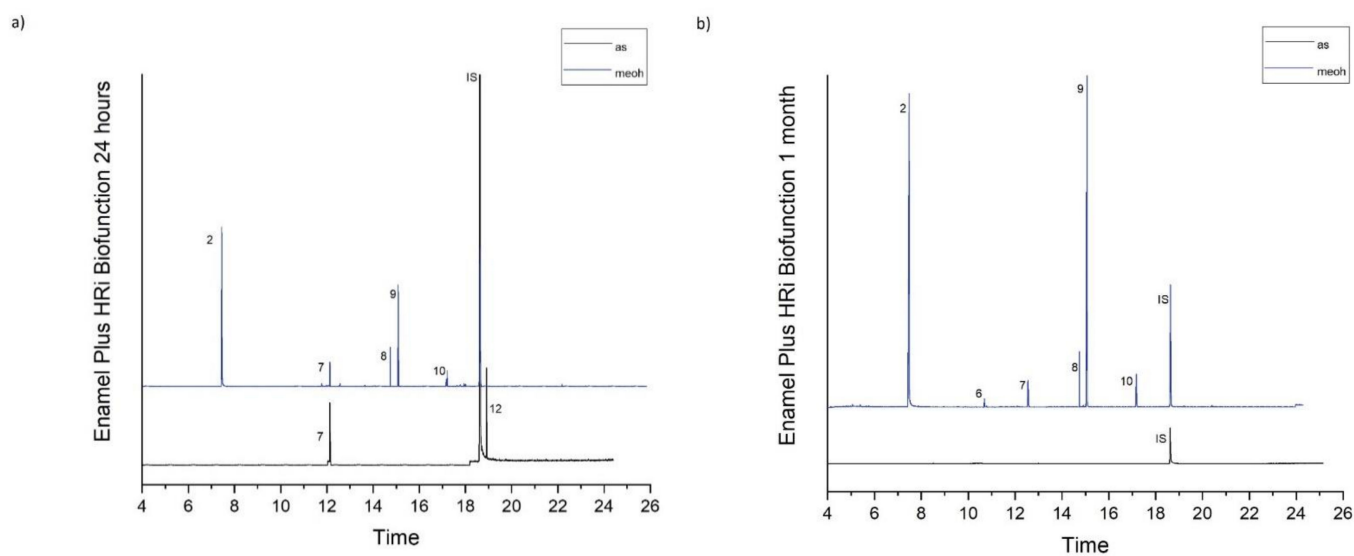 a)
as
meoh
Enamel Plus HRi Biofunction 24 hours
IS
2
9
8
7
10
12
7
4 6 8 10 12 14 16 18 20 22 24 26
Time
b)
as
meoh
Enamel Plus HRi Biofunction 1 month
9
2
IS
8
7
10
6
IS
4 6 8 10 12 14 16 18 20 22 24 26
Time